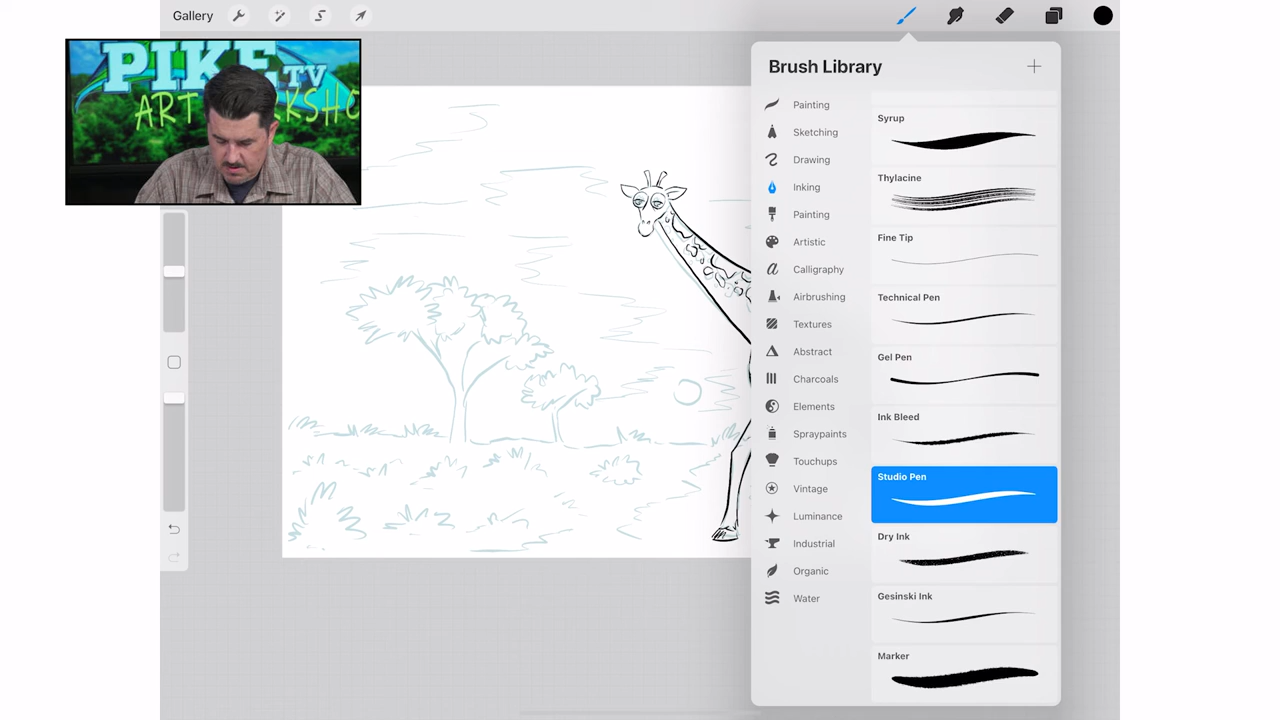 Gallery
PIKE TV
ART
Brush Library
Painting
Sketching
Drawing
Inking
Painting
Artistic
Calligraphy
Airbrushing
Textures
Abstract
Charcoals
Elements
Spraypaints
Touchups
Vintage
Luminance
Industrial
Organic
Water
Syrup
Thylacine
Fine Tip
Technical Pen
Gel Pen
Ink Bleed
Studio Pen
Dry Ink
Gesinski Ink
Marker